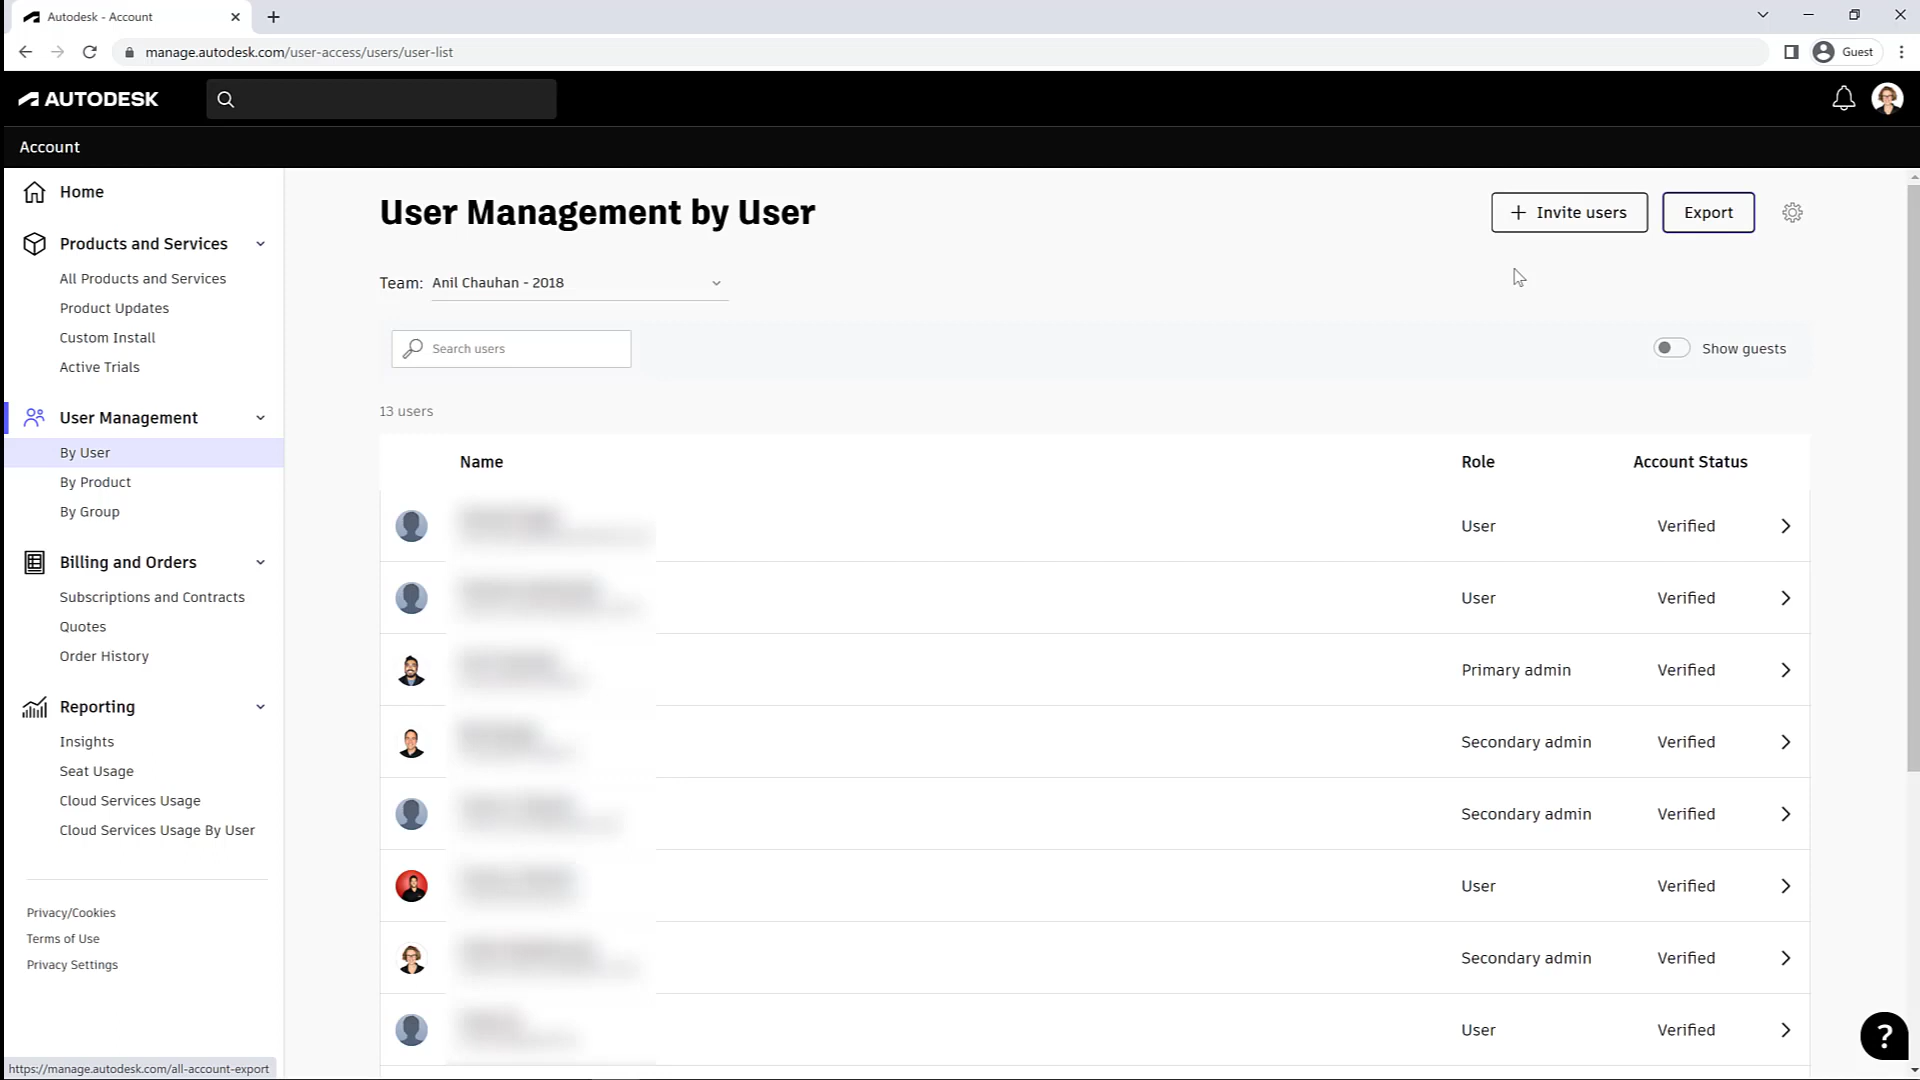 Autodesk - Account
manage.autodesk.com/user-access/users/user-list
Guest
AUTODESK
Account
Home
Products and Services
All Products and Services
Product Updates
Custom Install
Active Trials
User Management
By User
By Product
By Group
Billing and Orders
Subscriptions and Contracts
Quotes
Order History
Reporting
Insights
Seat Usage
Cloud Services Usage
Cloud Services Usage By User
Privacy/Cookies
Terms of Use
Privacy Settings
https://manage.autodesk.com/all-account-export
User Management by User
+ Invite users
Export
Team: Anil Chauhan - 2018
Search users
Show guests
13 users
Name Role Account Status
User Verified
User Verified
Primary admin Verified
Secondary admin Verified
Secondary admin Verified
User Verified
Secondary admin Verified
User Verified
?